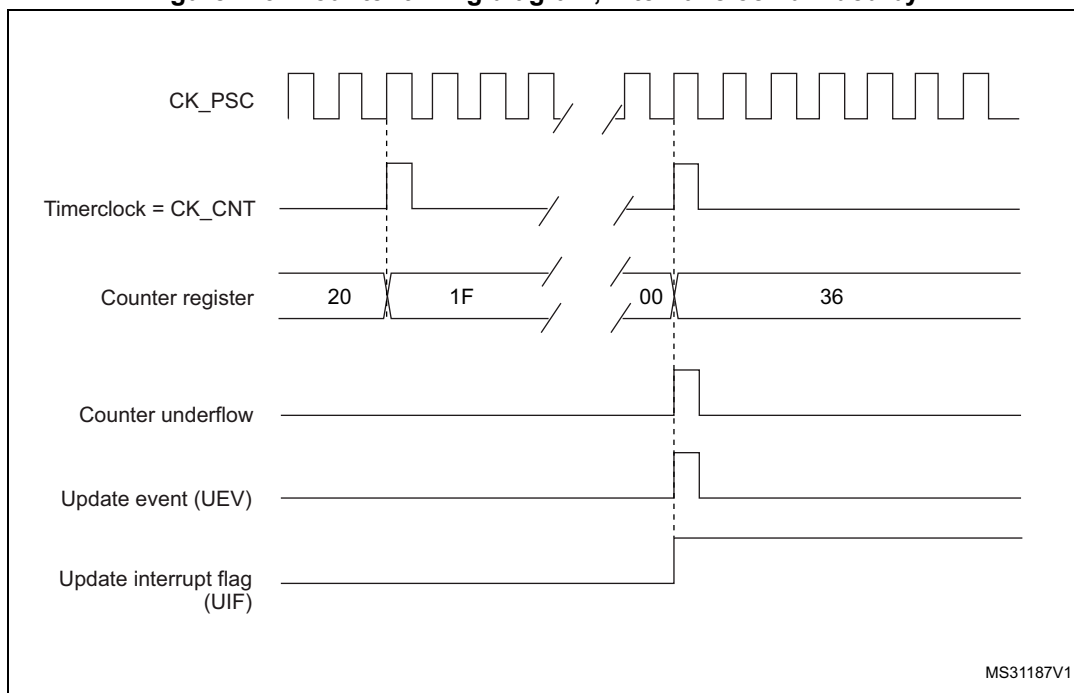 CK_PSC
Timerclock = CK_CNT
Counter register
20
1F
00
36
Counter underflow
Update event (UEV)
Update interrupt flag
(UIF)
MS31187V1